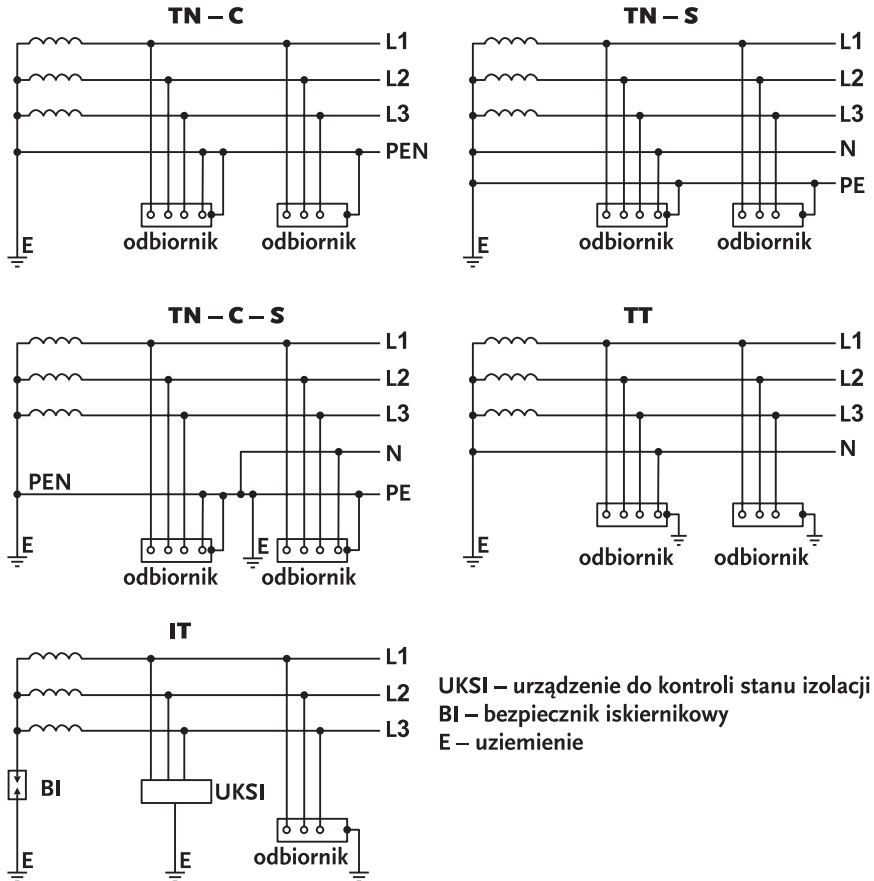 TN – C
L1
L2
L3
PEN
E
odbiornik odbiornik
TN – S
L1
L2
L3
N
PE
E
odbiornik odbiornik
TN – C – S
L1
L2
L3
N
PEN
PE
E
E
odbiornik odbiornik
TT
L1
L2
L3
N
E
odbiornik odbiornik
IT
L1
L2
L3
BI
UKSI
E
E
odbiornik
UKSI – urządzenie do kontroli stanu izolacji
BI – bezpiecznik iskiernikowy
E – uziemienie